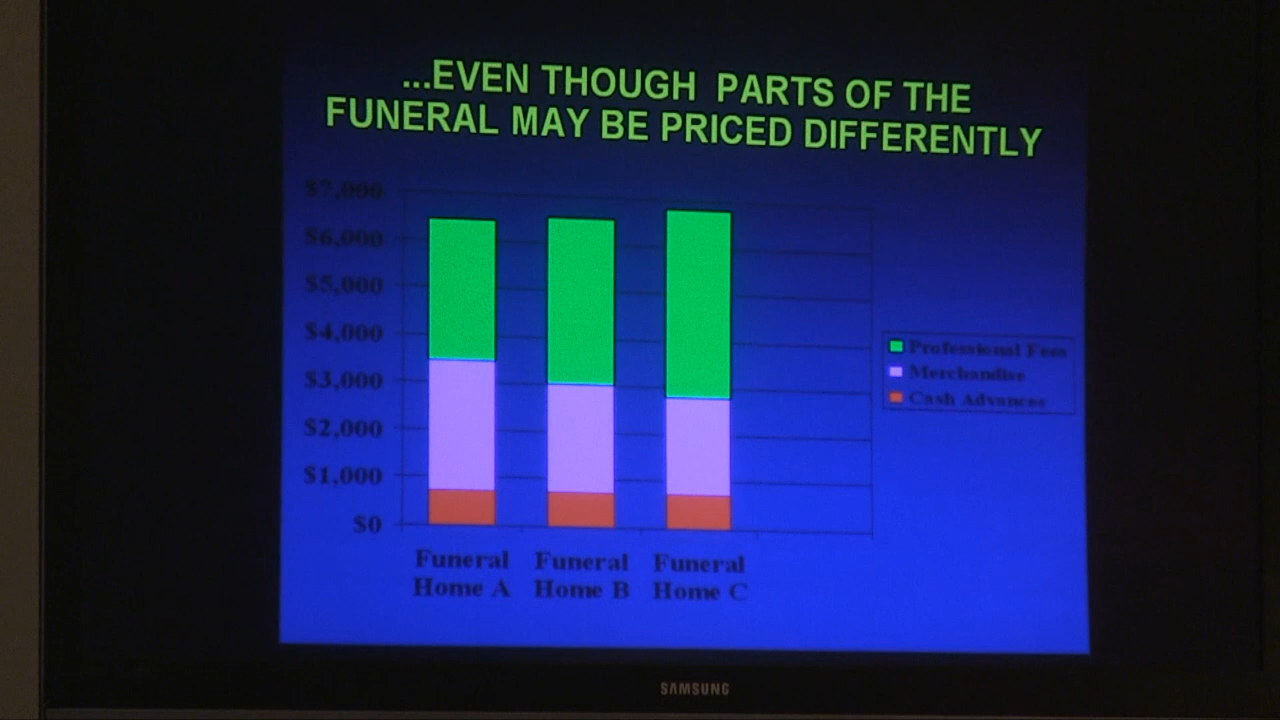 ...EVEN THOUGH PARTS OF THE
FUNERAL MAY BE PRICED DIFFERENTLY
$7,000
$6,000
$5,000
$4,000
$3,000
$2,000
$1,000
$0
Professional Fees
Merchandise
Cash Advances
Funeral Home A
Funeral Home B
Funeral Home C
SAMSUNG